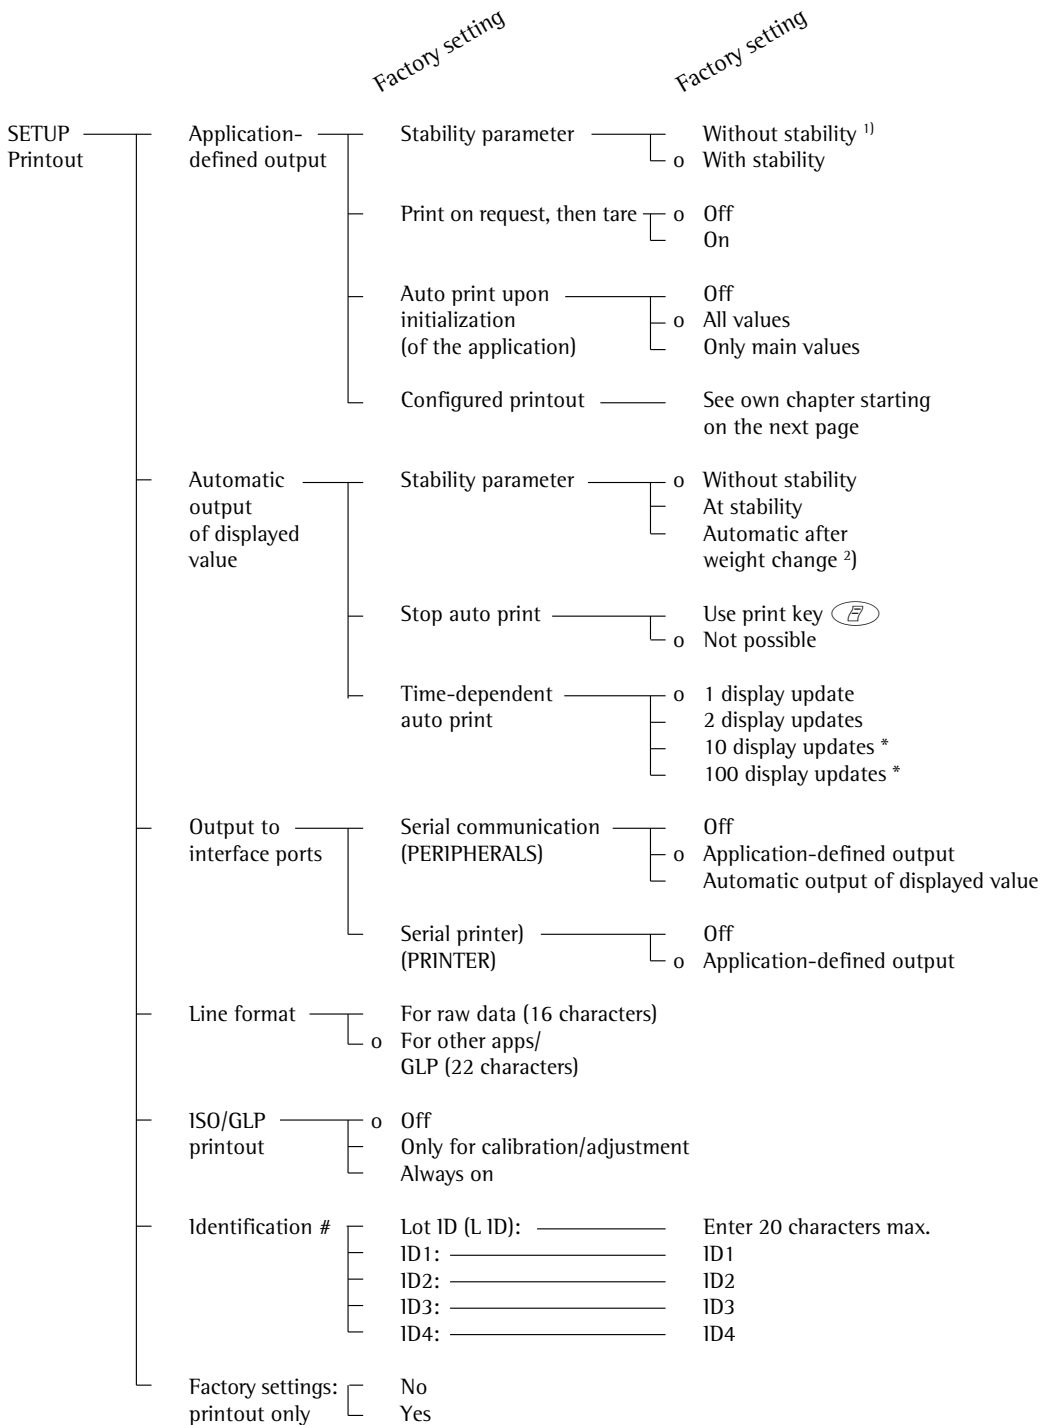 Factory setting
Factory setting
SETUP
Printout
Application-
defined output
Stability parameter
Without stability 1)
o With stability
Print on request, then tare
o Off
On
Auto print upon
initialization
(of the application)
Off
o All values
Only main values
Configured printout
See own chapter starting
on the next page
Automatic
output
of displayed
value
Stability parameter
o Without stability
At stability
Automatic after
weight change 2)
Stop auto print
Use print key
o Not possible
Time-dependent
auto print
o 1 display update
2 display updates
10 display updates *
100 display updates *
Output to
interface ports
Serial communication
(PERIPHERALS)
Off
o Application-defined output
Automatic output of displayed value
Serial printer)
(PRINTER)
Off
o Application-defined output
Line format
For raw data (16 characters)
o For other apps/
GLP (22 characters)
ISO/GLP
printout
o Off
Only for calibration/adjustment
Always on
Identification #
Lot ID (L ID):
Enter 20 characters max.
ID1:
ID1
ID2:
ID2
ID3:
ID3
ID4:
ID4
Factory settings:
printout only
No
Yes